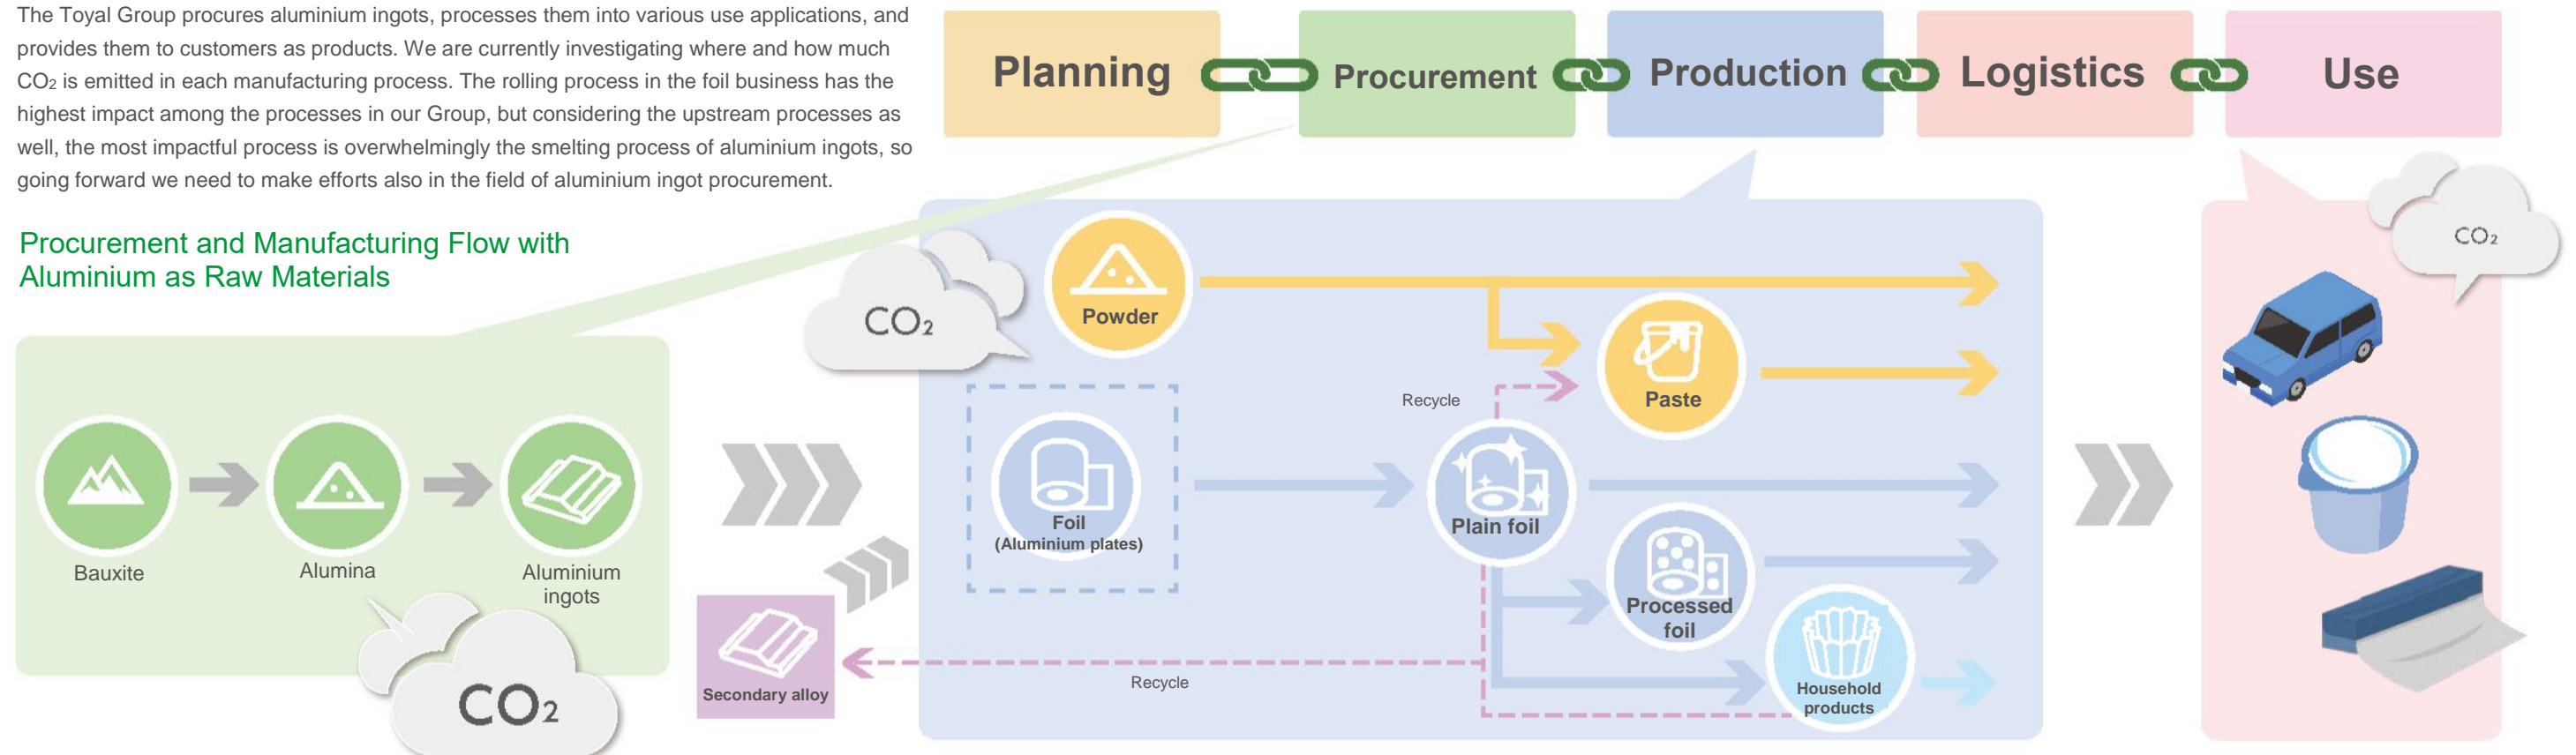 The Toyal Group procures aluminium ingots, processes them into various use applications, and
provides them to customers as products. We are currently investigating where and how much
CO₂ is emitted in each manufacturing process. The rolling process in the foil business has the
highest impact among the processes in our Group, but considering the upstream processes as
well, the most impactful process is overwhelmingly the smelting process of aluminium ingots, so
going forward we need to make efforts also in the field of aluminium ingot procurement.
Planning
Procurement
Production
Logistics
Use
Procurement and Manufacturing Flow with
Aluminium as Raw Materials
Bauxite
Alumina
Aluminium
ingots
CO₂
CO₂
Powder
Foil
(Aluminium plates)
Recycle
Paste
Plain foil
Processed
foil
Household
products
Recycle
Secondary alloy
CO₂